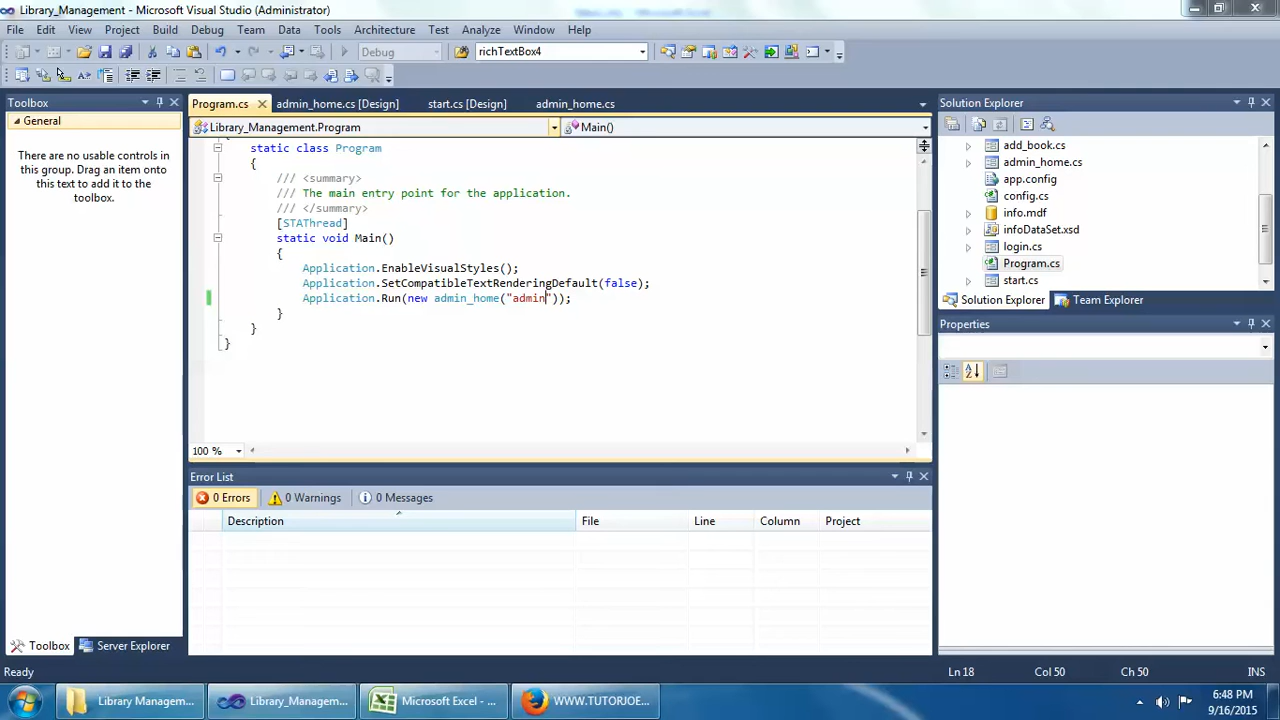 Library_Management - Microsoft Visual Studio (Administrator)
File Edit View Project Build Debug Team Data Tools Architecture Test Analyze Window Help
Debug richTextBox4
Toolbox
General
There are no usable controls in
this group. Drag an item onto
this text to add it to the
toolbox.
Toolbox Server Explorer
Program.cs admin_home.cs [Design] start.cs [Design] admin_home.cs
Library_Management.Program Main()
static class Program
{
/// <summary>
/// The main entry point for the application.
/// </summary>
[STAThread]
static void Main()
{
Application.EnableVisualStyles();
Application.SetCompatibleTextRenderingDefault(false);
Application.Run(new admin_home("admin"));
}
}
}
100 %
Error List
0 Errors 0 Warnings 0 Messages
Description File Line Column Project
Solution Explorer
add_book.cs
admin_home.cs
app.config
config.cs
info.mdf
infoDataSet.xsd
login.cs
Program.cs
start.cs
Solution Explorer Team Explorer
Properties
Ready Ln 18 Col 50 Ch 50 INS
Library Managem... Library_Managem... Microsoft Excel - ... WWW.TUTORJOE...
6:48 PM
9/16/2015